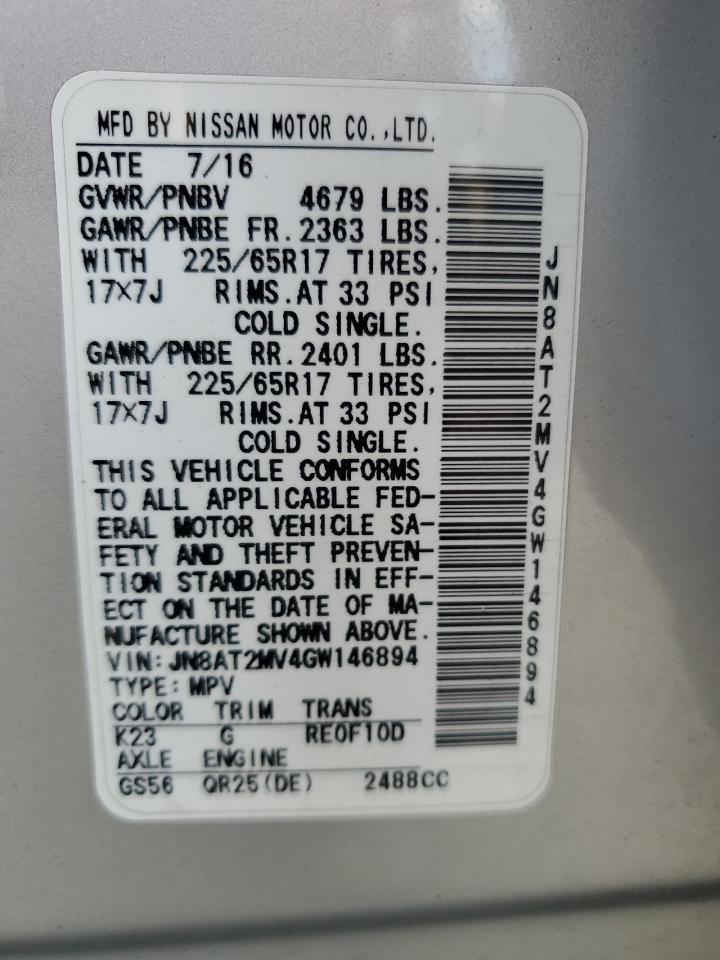 MFD BY NISSAN MOTOR CO.,LTD.
DATE 7/16
GVWR/PNBV 4679 LBS.
GAWR/PNBE FR.2363 LBS.
WITH 225/65R17 TIRES,
17X7J RIMS.AT 33 PSI
COLD SINGLE.
GAWR/PNBE RR.2401 LBS.
WITH 225/65R17 TIRES,
17X7J RIMS.AT 33 PSI
COLD SINGLE.
THIS VEHICLE CONFORMS
TO ALL APPLICABLE FED-
ERAL MOTOR VEHICLE SA-
FETY AND THEFT PREVEN-
TION STANDARDS IN EFF-
ECT ON THE DATE OF MA-
NUFACTURE SHOWN ABOVE.
VIN: JN8AT2MV4GW146894
TYPE: MPV
COLOR TRIM TRANS
K23 G RE0F10D
AXLE ENGINE
GS56 QR25(DE) 2488CC
JN8AT2MV4GW146894